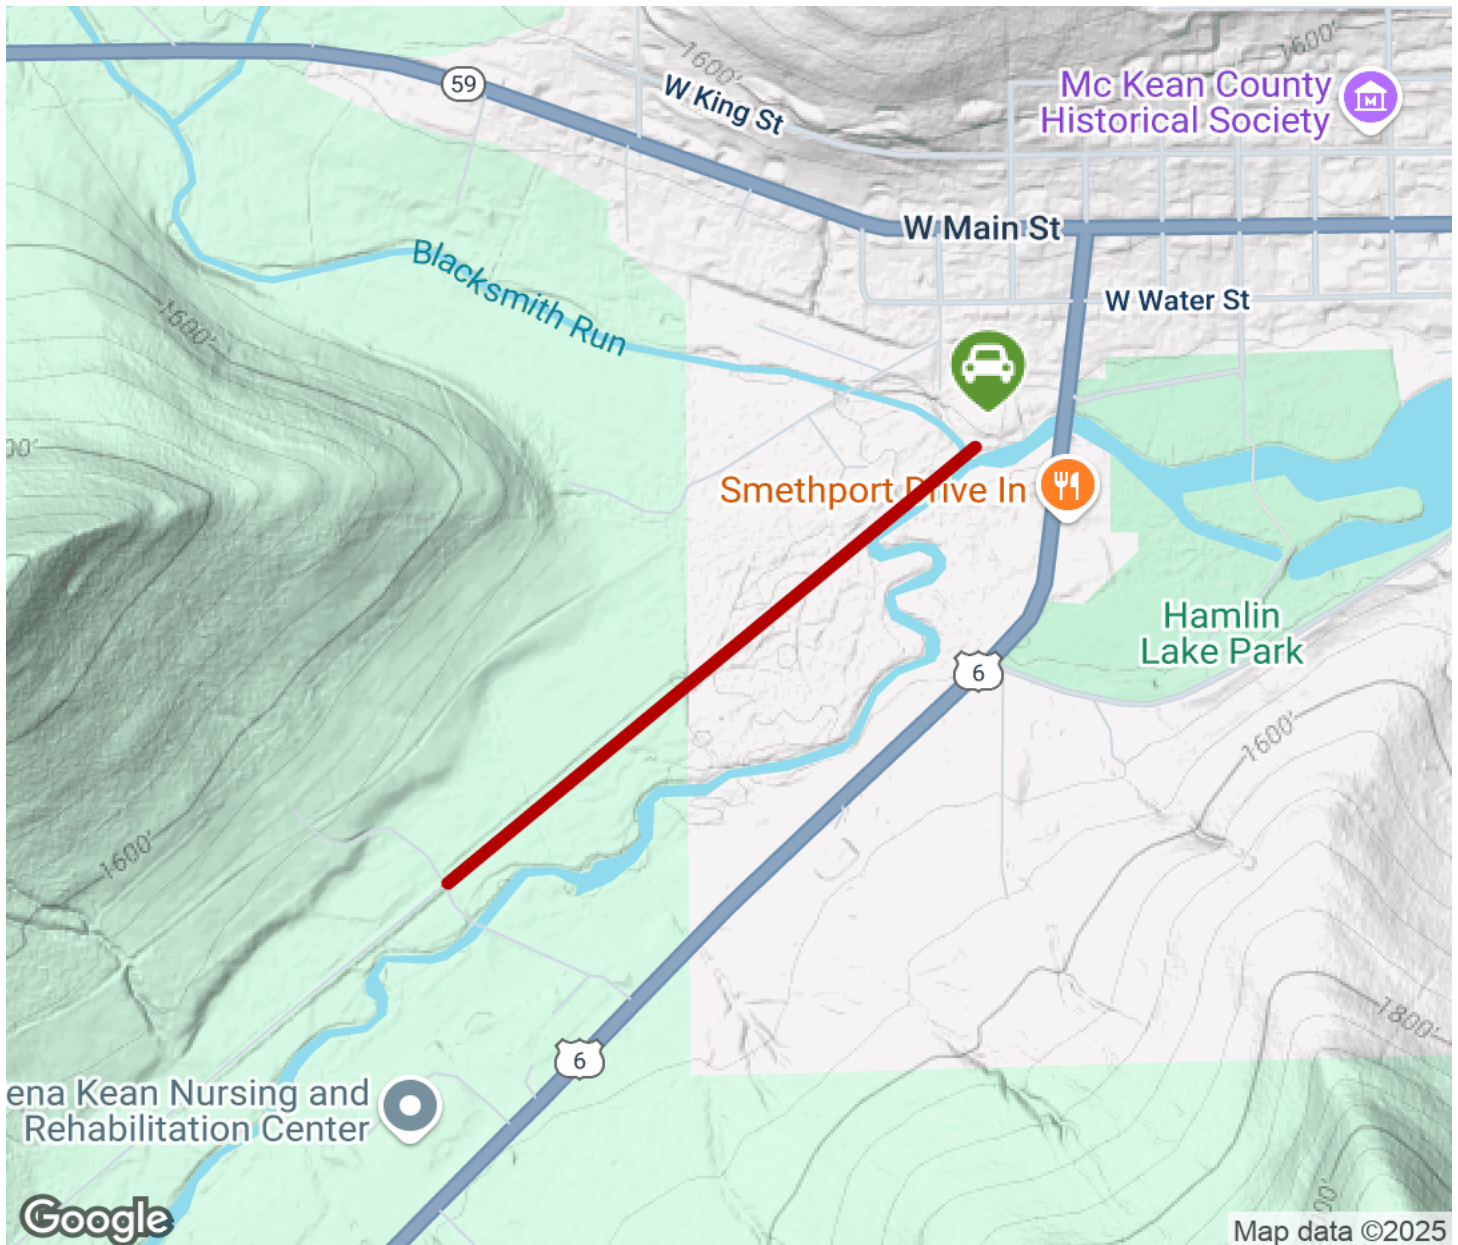 1600'
1600'
59
W King St
Mc Kean County
Historical Society
W Main St
Blacksmith Run
W Water St
1600'
00'
Smethport Drive In
Hamlin
Lake Park
6
1600'
1600'
1800'
6
ena Kean Nursing and
Rehabilitation Center
00'
Google
Map data ©2025